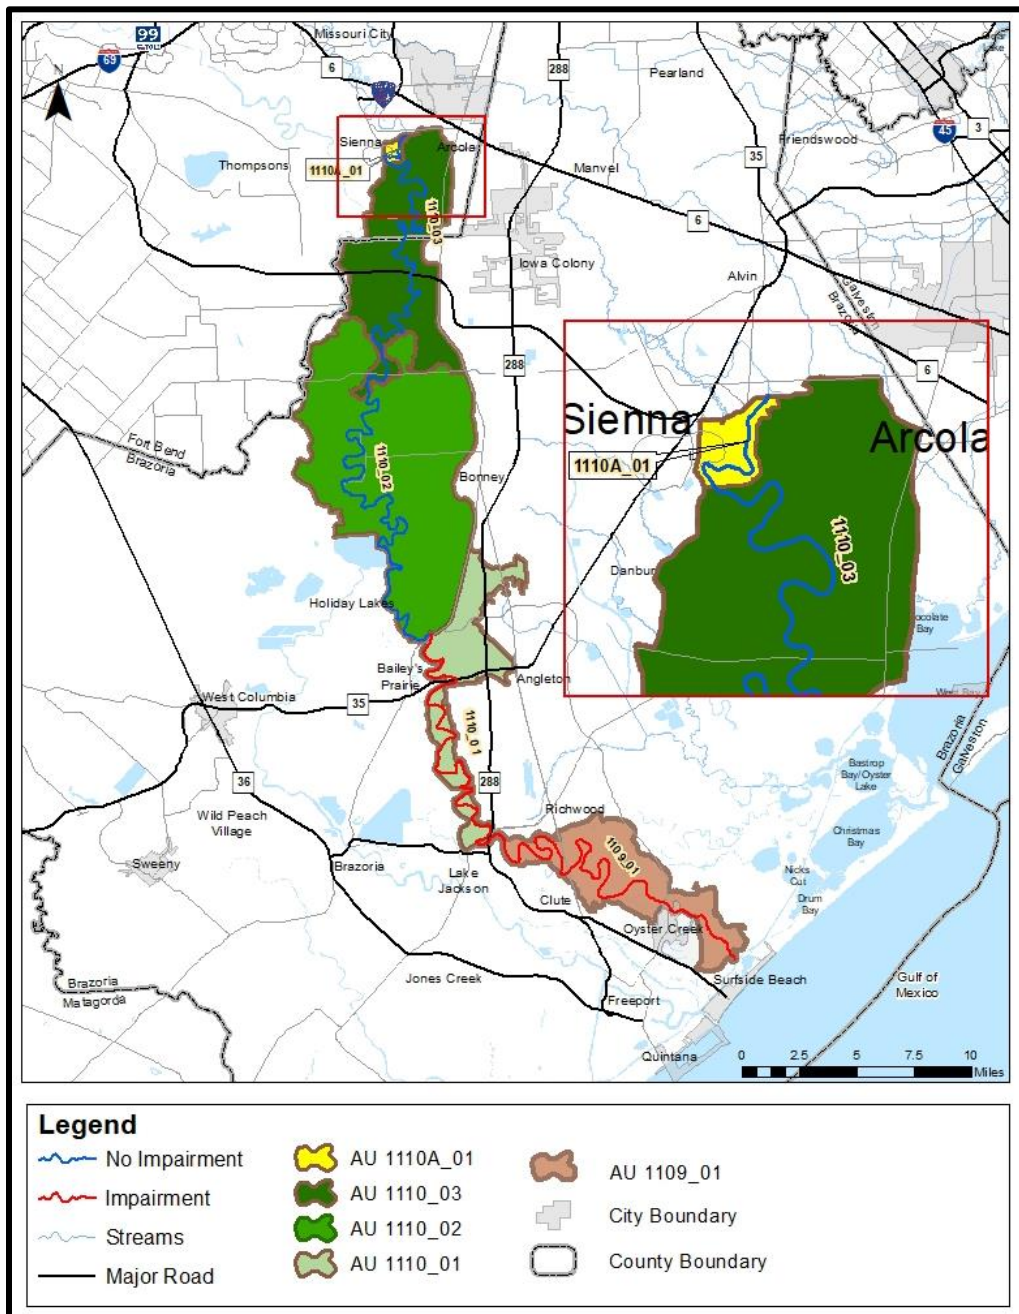 99
69
Missouri City
6
288
Pearland
Lake
45
3
Friendswood
N
Sienna
Arcola
1110A_01
Thompsons
35
Manvel
1110_03
6
Iowa Colony
Alvin
Galveston
Brazoria
288
6
Sienna
Arcola
1110A_01
1110_03
Fort Bend
Brazoria
1110_02
Bonney
Danbur
Holiday Lakes
ocolate
Bay
Bailey's
Prairie
Angleton
West Columbia
35
1110_01
Brazoria
Galveston
36
288
Bastrop
Bay/Oyster
Lake
Wild Peach
Village
Richwood
Christmas
Bay
Sweeny
Brazoria
1109_01
Nicks
Cut
Lake
Jackson
Clute
Drum
Bay
Oyster Creek
Brazoria
Matagorda
Jones Creek
Surfside Beach
Gulf of
Mexico
Freeport
Quintana
0 2.5 5 7.5 10
Miles
Legend
No Impairment
Impairment
Streams
Major Road
AU 1110A_01
AU 1110_03
AU 1110_02
AU 1110_01
AU 1109_01
City Boundary
County Boundary